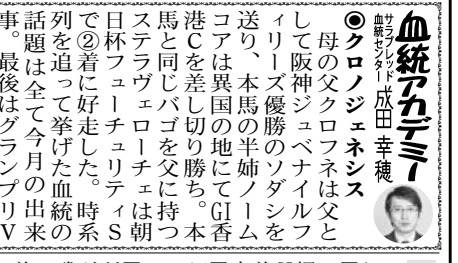 血統アカデミー
サラブレッド
血統センター 成田 幸穂
◉クロノジェネシス
母の父クロフネは父と
して阪神ジュベナイルフ
ィリーズ優勝のソダシを
送り、本馬の半姉ノーム
コアは異国の地にてGI香
港Cを差し切り勝ち。本
馬と同じバゴを父に持つ
ステラヴェローチェは朝
日杯フューチュリティS
で②着に好走した。時系
列を追って挙げた血統の
話題は全て今月の出来
事。最後はグランプリV